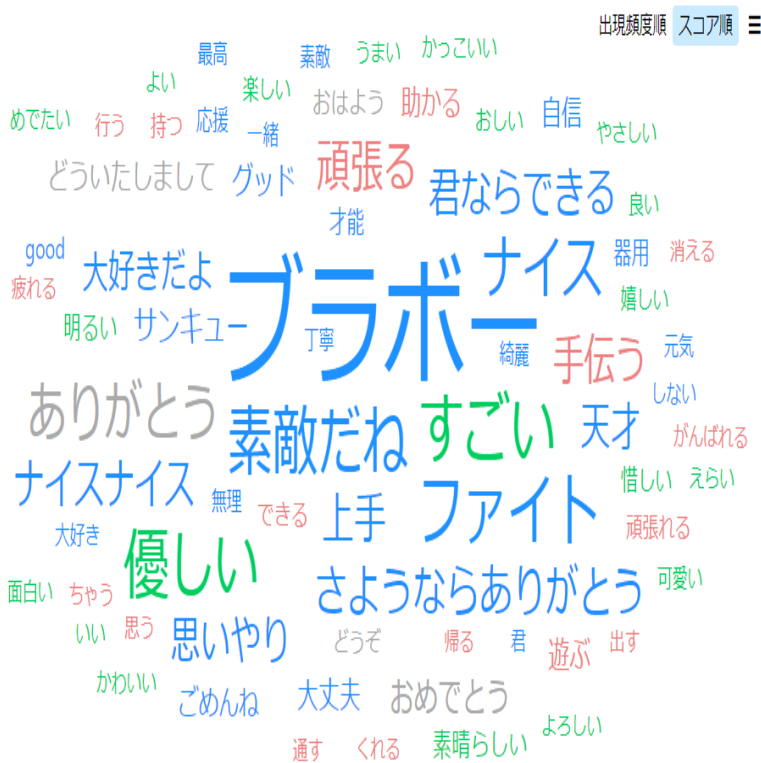 出現頻度順 スコア順
最高 素敵 うまい かっこいい
よい 楽しい おはよう 助かる
めでたい 行う 持つ 応援 一緒 おしい 自信 やさしい
どういたしまして グッド 頑張る 君ならできる 良い
才能
good 大好きだよ ナイス 器用 消える
疲れる ブラボー 嬉しい
明るい サンキュー 丁寧 綺麗 手伝う 元気
ありがとう 素敵だね すごい 天才 しない がんばれる
ナイスナイス 無理 できる 上手 ファイト 惜しい えらい
大好き 優しい 頑張れる
面白い ちゃう さようならありがとう 可愛い
いい 思う 思いやり どうぞ 帰る 君 遊ぶ 出す
かわいい ごめんね 大丈夫 おめでとう
通す くれる 素晴らしい よろしい